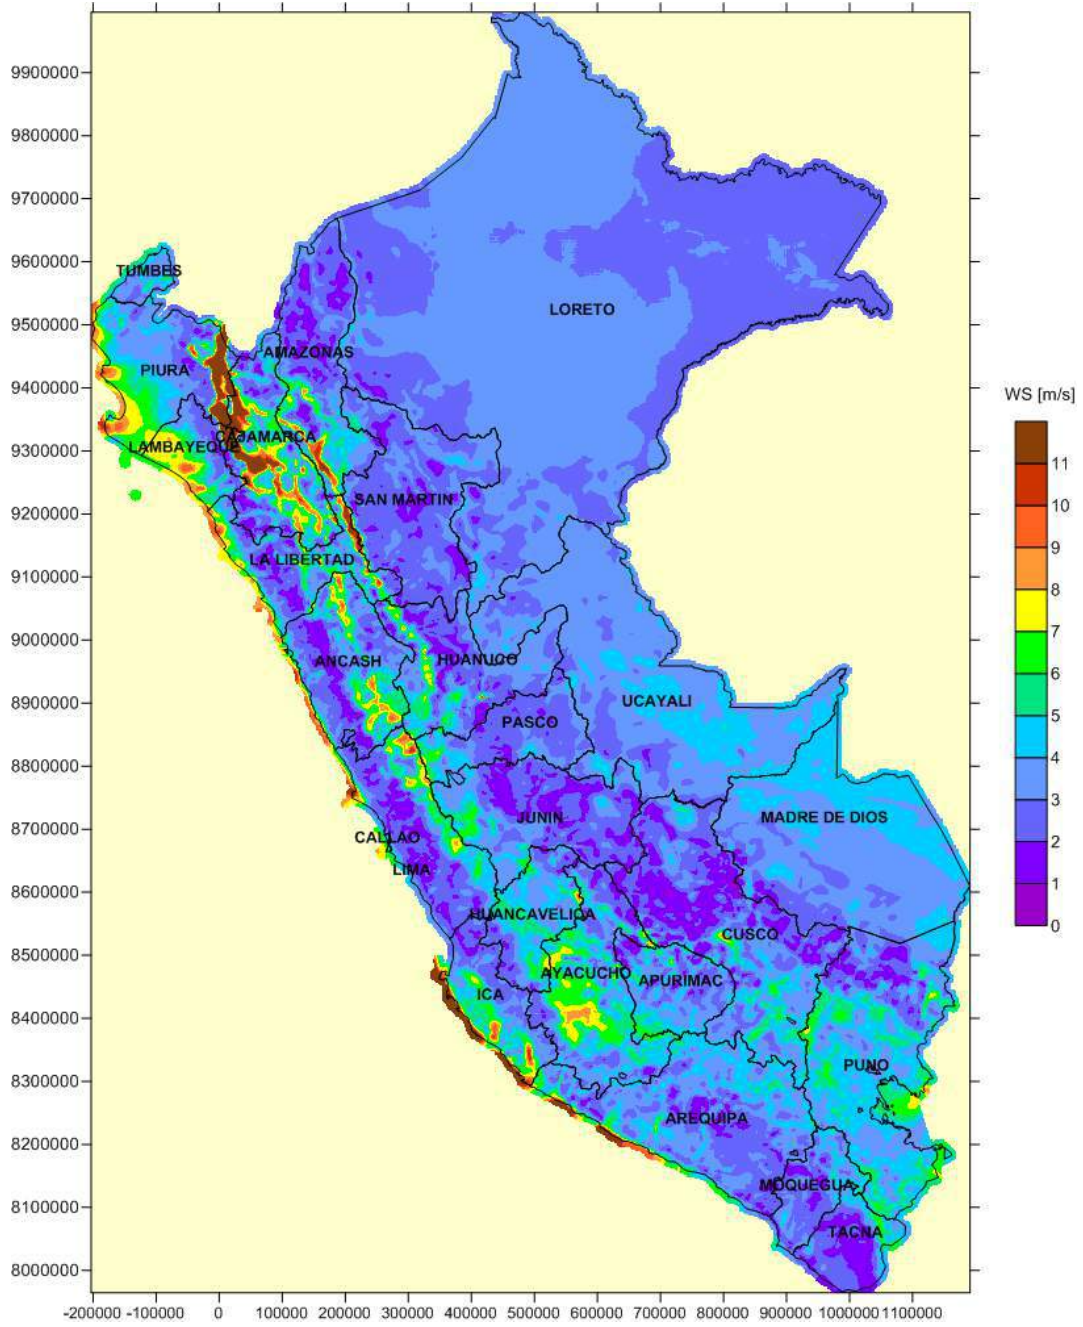 9900000
9800000
9700000
9600000
9500000
9400000
9300000
9200000
9100000
9000000
8900000
8800000
8700000
8600000
8500000
8400000
8300000
8200000
8100000
8000000
-200000 -100000 0 100000 200000 300000 400000 500000 600000 700000 800000 900000 1000000 1100000
TUMBES
LORETO
AMAZONAS
PIURA
CAJAMARCA
LAMBAYEQUE
SAN MARTIN
LA LIBERTAD
ANCASH
HUANUCO
UCAYALI
PASCO
JUNIN
MADRE DE DIOS
CALLAO
LIMA
HUANCAVELICA
CUSCO
AYACUCHO
APURIMAC
ICA
PUNO
AREQUIPA
MOQUEGUA
TACNA
WS [m/s]
11
10
9
8
7
6
5
4
3
2
1
0